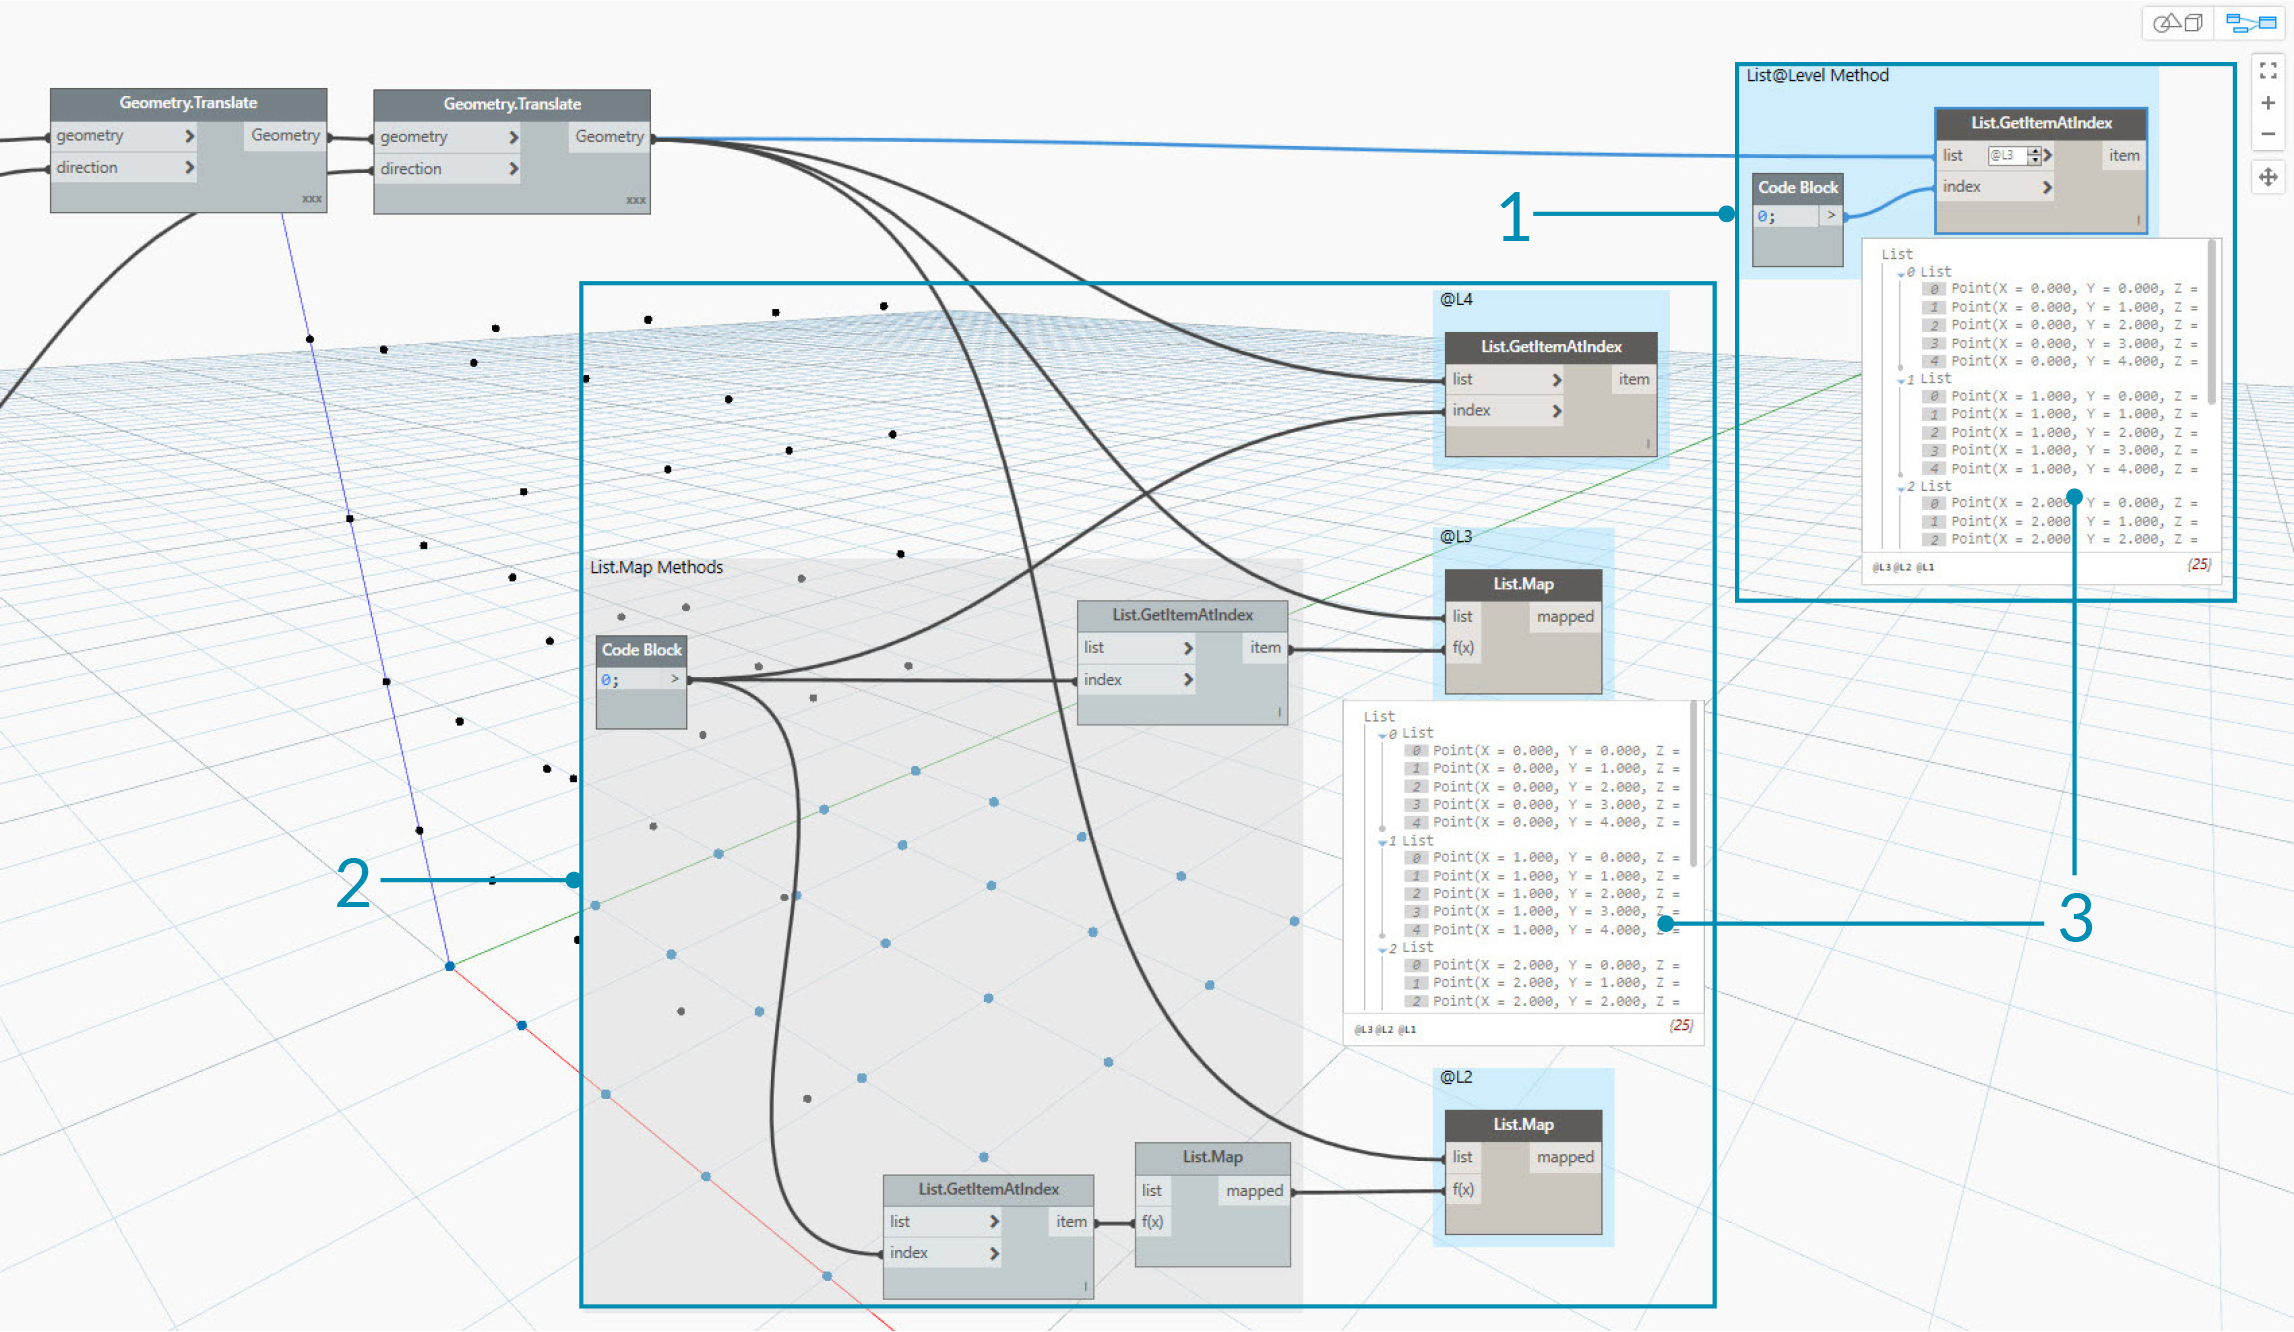 Geometry.Translate
geometry > Geometry
direction >
xxx
Geometry.Translate
geometry > Geometry
direction >
xxx
List@Level Method
List.GetItemAtIndex
list @L3 > item
index >
l
Code Block
0; >
1
List
0 List
0 Point(X = 0.000, Y = 0.000, Z =
1 Point(X = 0.000, Y = 1.000, Z =
2 Point(X = 0.000, Y = 2.000, Z =
3 Point(X = 0.000, Y = 3.000, Z =
4 Point(X = 0.000, Y = 4.000, Z =
1 List
0 Point(X = 1.000, Y = 0.000, Z =
1 Point(X = 1.000, Y = 1.000, Z =
2 Point(X = 1.000, Y = 2.000, Z =
3 Point(X = 1.000, Y = 3.000, Z =
4 Point(X = 1.000, Y = 4.000, Z =
2 List
0 Point(X = 2.000, Y = 0.000, Z =
1 Point(X = 2.000, Y = 1.000, Z =
2 Point(X = 2.000, Y = 2.000, Z =
@L3 @L2 @L1 {25}
@L4
List.GetItemAtIndex
list > item
index >
l
@L3
List.Map
list mapped
f(x)
List.Map Methods
Code Block
0; >
List.GetItemAtIndex
list > item
index >
l
List
0 List
0 Point(X = 0.000, Y = 0.000, Z =
1 Point(X = 0.000, Y = 1.000, Z =
2 Point(X = 0.000, Y = 2.000, Z =
3 Point(X = 0.000, Y = 3.000, Z =
4 Point(X = 0.000, Y = 4.000, Z =
1 List
0 Point(X = 1.000, Y = 0.000, Z =
1 Point(X = 1.000, Y = 1.000, Z =
2 Point(X = 1.000, Y = 2.000, Z =
3 Point(X = 1.000, Y = 3.000, Z =
4 Point(X = 1.000, Y = 4.000, Z =
2 List
0 Point(X = 2.000, Y = 0.000, Z =
1 Point(X = 2.000, Y = 1.000, Z =
2 Point(X = 2.000, Y = 2.000, Z =
@L3 @L2 @L1 {25}
2
3
@L2
List.Map
list mapped
f(x)
List.Map
list mapped
f(x)
List.GetItemAtIndex
list > item
index >
l